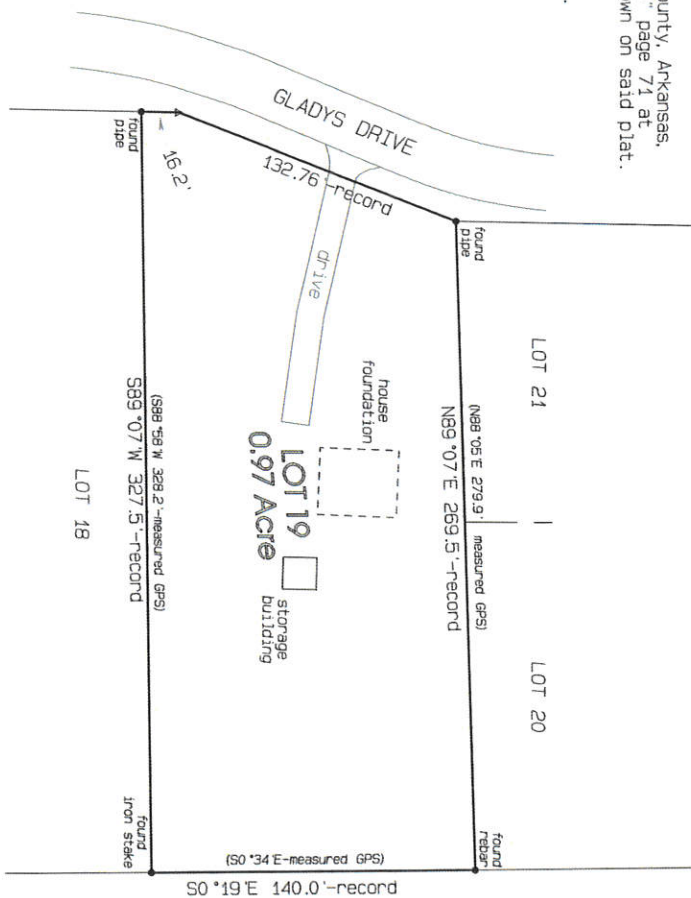 ounty, Arkansas,
" page 71 at
wn on said plat.
GLADYS DRIVE
132.76'-record
16.2'
found
pipe
drive
found
pipe
LOT 21
(N88°05'E 279.9' measured GPS)
N89°07'E 269.5'-record
LOT 20
found
rebar
house
foundation
LOT 19
0.97 Acre
storage
building
(S88°58'W 328.2'-measured GPS)
S89°07'W 327.5'-record
LOT 18
found
iron stake
(S0°34'E-measured GPS)
S0°19'E 140.0'-record